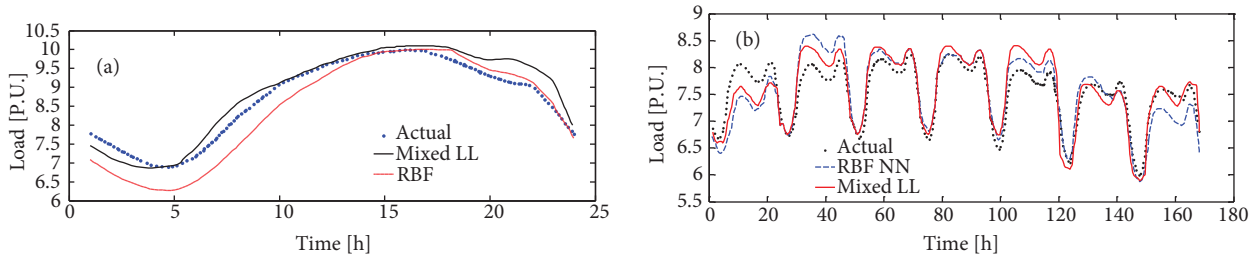 (a)
Load [P.U.]
10.5
10
9.5
9
8.5
8
7.5
7
6.5
6
Actual
Mixed LL
RBF
0 5 10 15 20 25
Time [h]
(b)
Load [P.U.]
8.5
8
7.5
7
6.5
6
5.5
Actual
RBF NN
Mixed LL
0 20 40 60 80 100 120 140 160 180
Time [h]